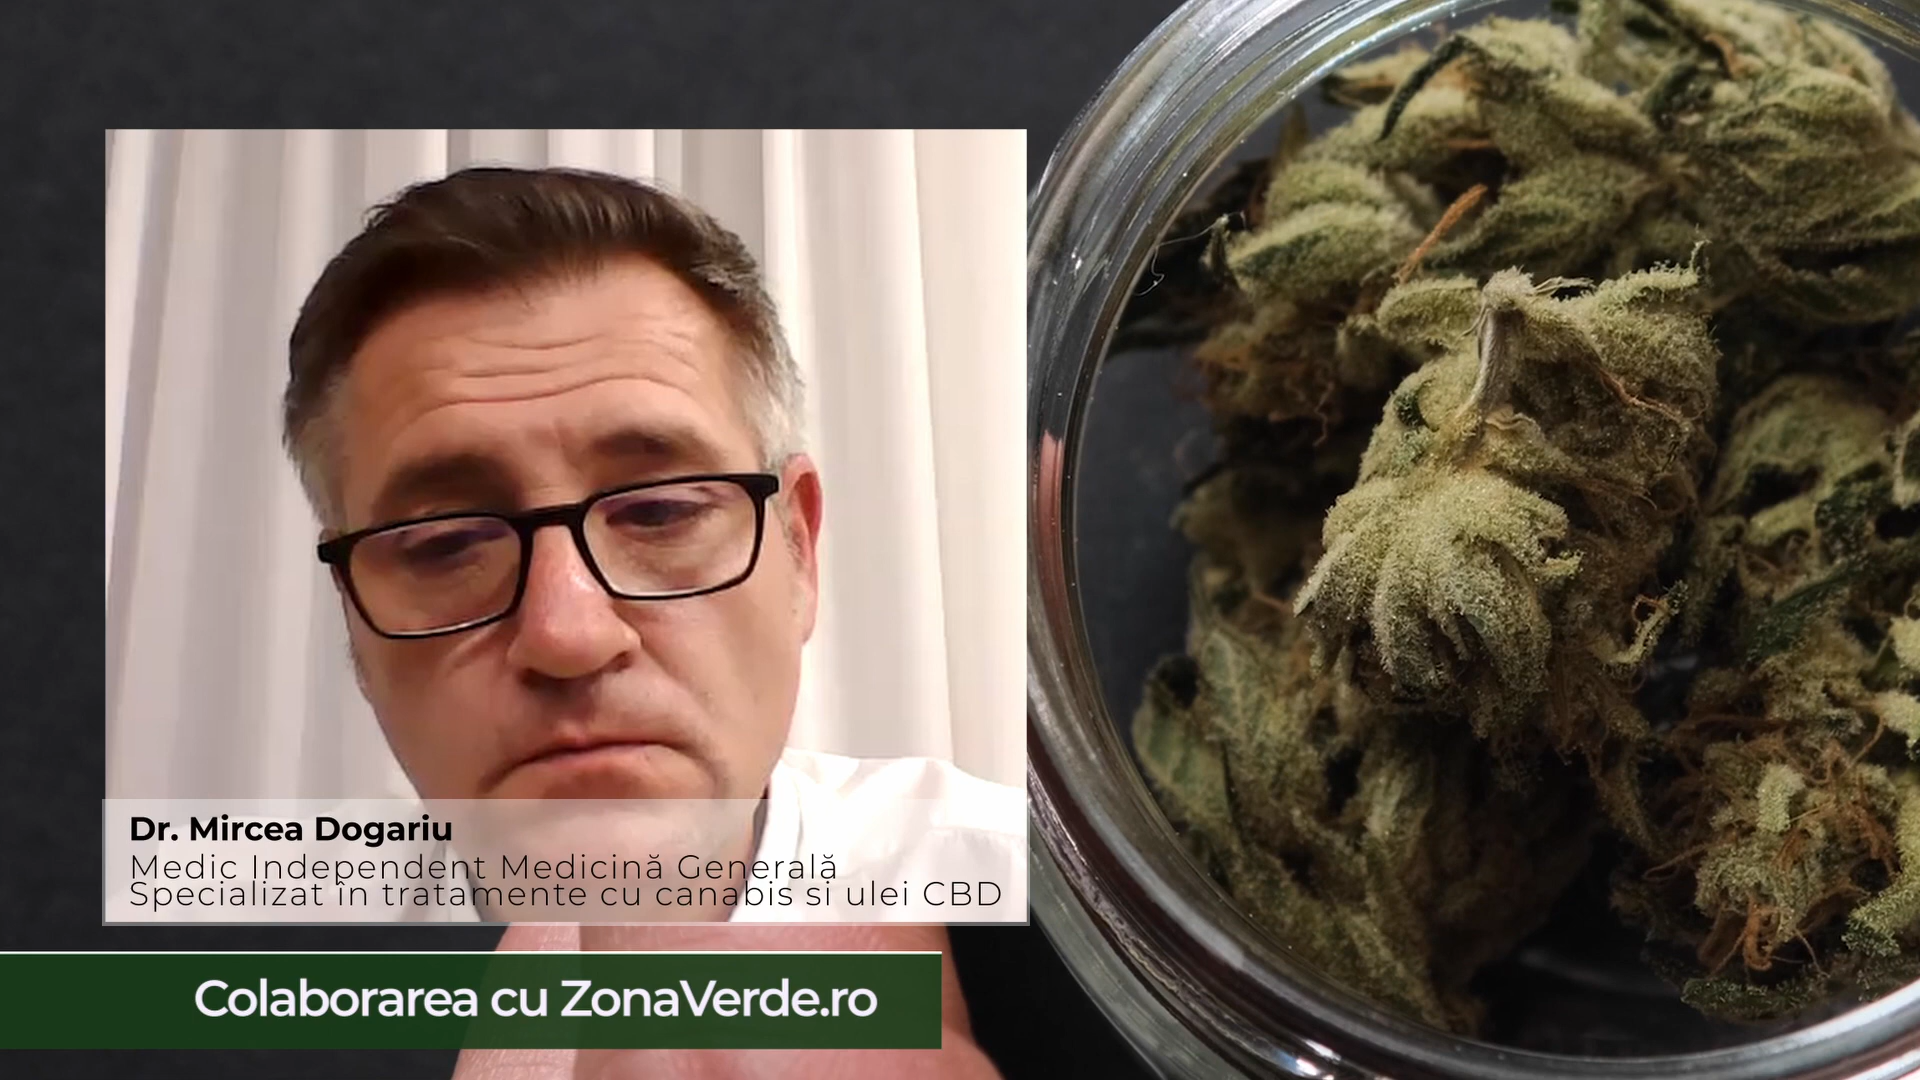 Dr. Mircea Dogariu
Medic Independent Medicină Generală
Specializat în tratamente cu canabis si ulei CBD
Colaborarea cu ZonaVerde.ro